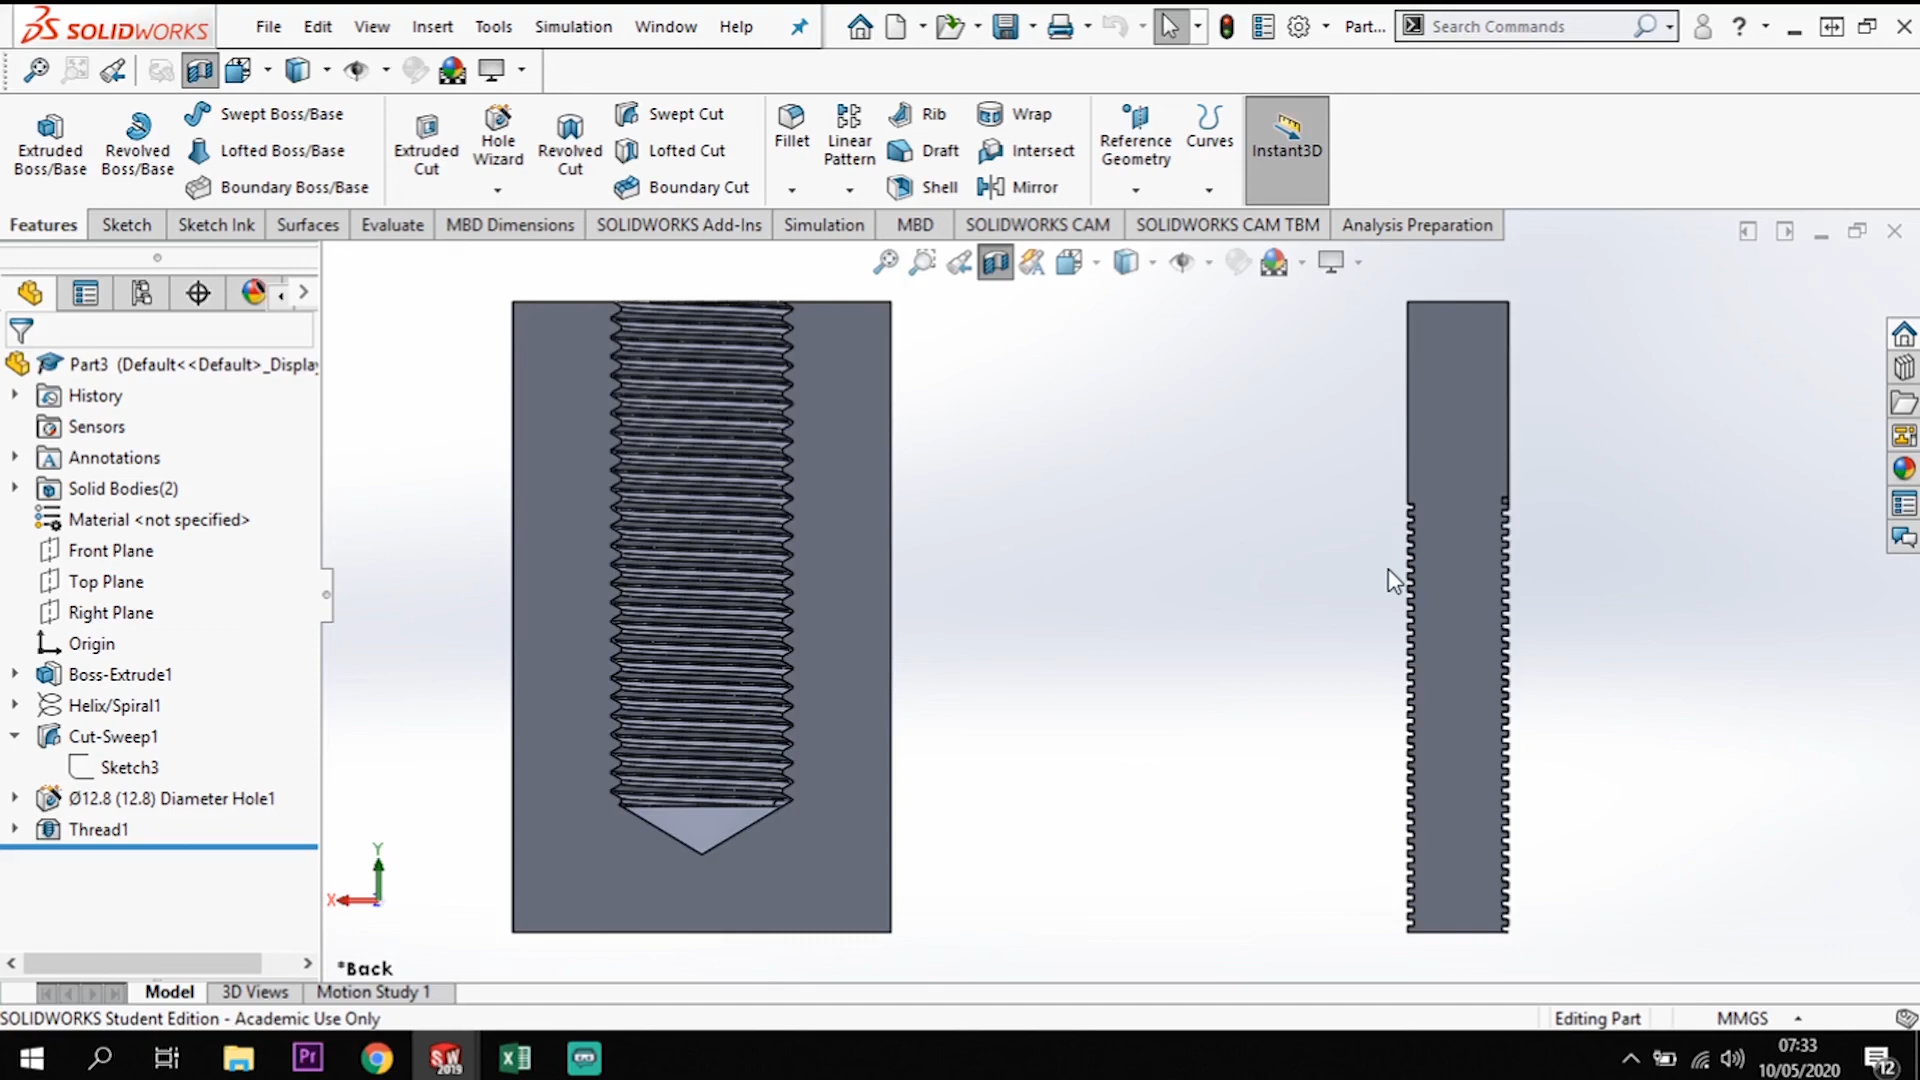 SOLIDWORKS File Edit View Insert Tools Simulation Window Help Part... Search Commands ?
Extruded Boss/Base
Revolved Boss/Base
Swept Boss/Base
Lofted Boss/Base
Boundary Boss/Base
Extruded Cut
Hole Wizard
Revolved Cut
Swept Cut
Lofted Cut
Boundary Cut
Fillet
Linear Pattern
Rib
Draft
Shell
Wrap
Intersect
Mirror
Reference Geometry
Curves
Instant3D
Features Sketch Sketch Ink Surfaces Evaluate MBD Dimensions SOLIDWORKS Add-Ins Simulation MBD SOLIDWORKS CAM SOLIDWORKS CAM TBM Analysis Preparation
Part3 (Default<<Default>_Displa
History
Sensors
Annotations
Solid Bodies(2)
Material <not specified>
Front Plane
Top Plane
Right Plane
Origin
Boss-Extrude1
Helix/Spiral1
Cut-Sweep1
Sketch3
Ø12.8 (12.8) Diameter Hole1
Thread1
Y
X
Z
*Back
Model 3D Views Motion Study 1
SOLIDWORKS Student Edition - Academic Use Only Editing Part MMGS
Pr
SW 2019
07:33
10/05/2020
12